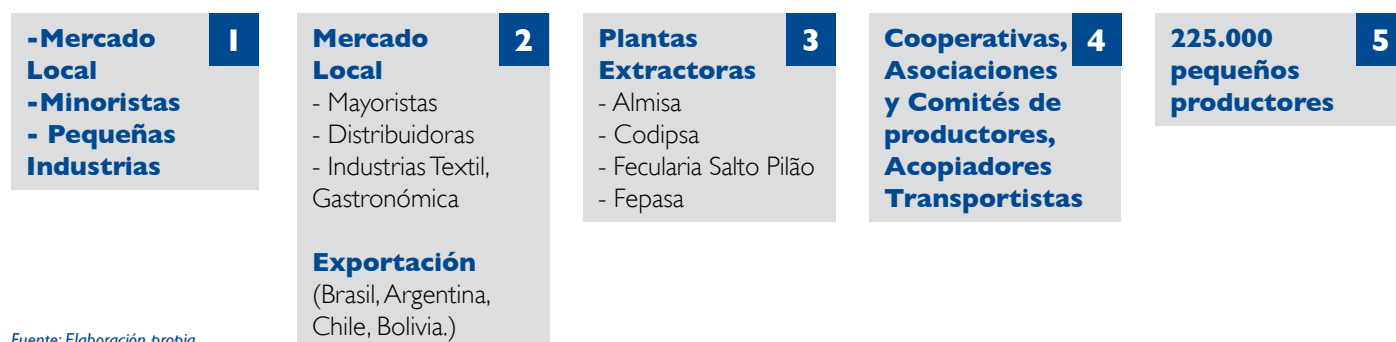 -Mercado
Local
-Minoristas
- Pequeñas
Industrias
1
Mercado
Local
- Mayoristas
- Distribuidoras
- Industrias Textil,
Gastronómica
Exportación
(Brasil, Argentina,
Chile, Bolivia.)
2
Plantas
Extractoras
- Almisa
- Codipsa
- Fecularia Salto Pilão
- Fepasa
3
Cooperativas,
Asociaciones
y Comités de
productores,
Acopiadores
Transportistas
4
225.000
pequeños
productores
5
Fuente: Elaboración propia